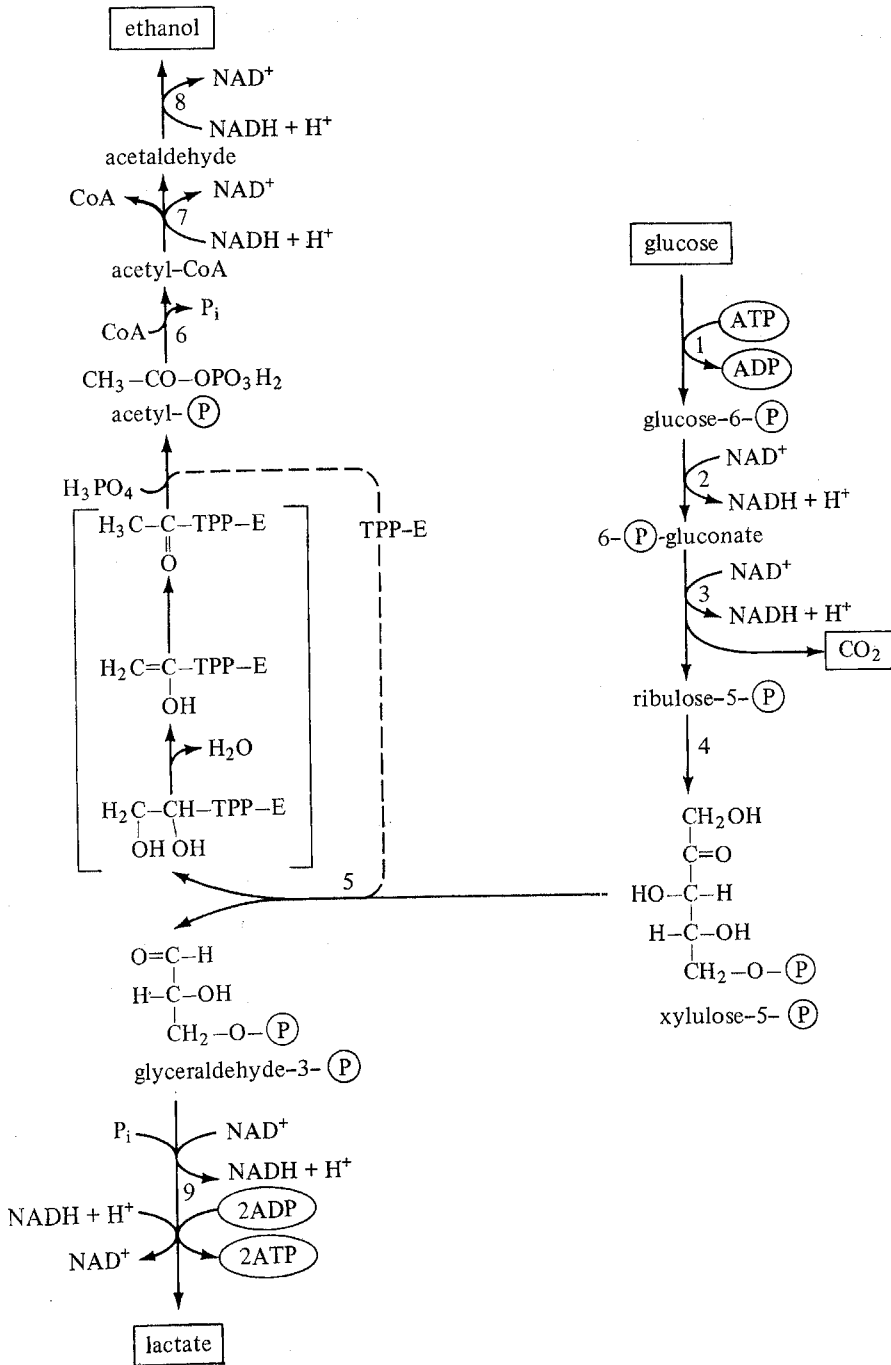 ethanol
NAD⁺
8
NADH + H⁺
acetaldehyde
CoA
NAD⁺
7
NADH + H⁺
acetyl–CoA
CoA
Pᵢ
6
CH₃–CO–OPO₃H₂
acetyl–P
H₃PO₄
H₃C–C–TPP–E
O
TPP–E
H₂C=C–TPP–E
OH
H₂O
H₂C–CH–TPP–E
OH OH
5
O=C–H
H–C–OH
CH₂–O–P
glyceraldehyde–3–P
Pᵢ
NAD⁺
NADH + H⁺
9
NADH + H⁺
2ADP
NAD⁺
2ATP
lactate
glucose
ATP
1
ADP
glucose–6–P
NAD⁺
2
NADH + H⁺
6–P–gluconate
NAD⁺
3
NADH + H⁺
CO₂
ribulose–5–P
4
CH₂OH
C=O
HO–C–H
H–C–OH
CH₂–O–P
xylulose–5–P